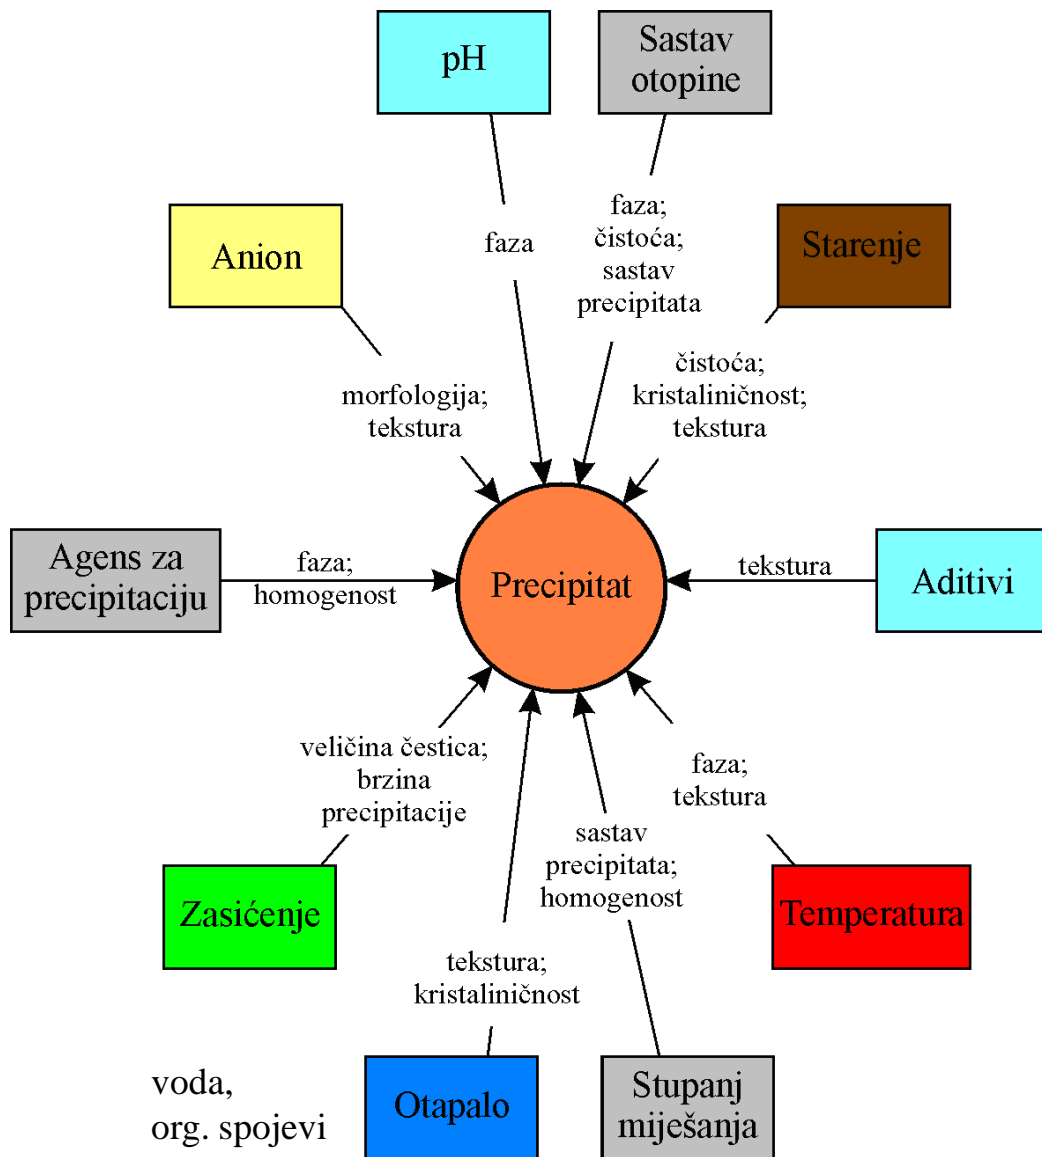 pH
Sastav
otopine
faza
faza;
čistoća;
sastav
precipitata
Anion
Starenje
morfologija;
tekstura
čistoća;
kristaliničnost;
tekstura
Agens za
precipitaciju
faza;
homogenost
Precipitat
tekstura
Aditivi
veličina čestica;
brzina
precipitacije
faza;
tekstura
sastav
precipitata;
homogenost
Zasićenje
Temperatura
tekstura;
kristaliničnost
voda,
org. spojevi
Otapalo
Stupanj
miješanja